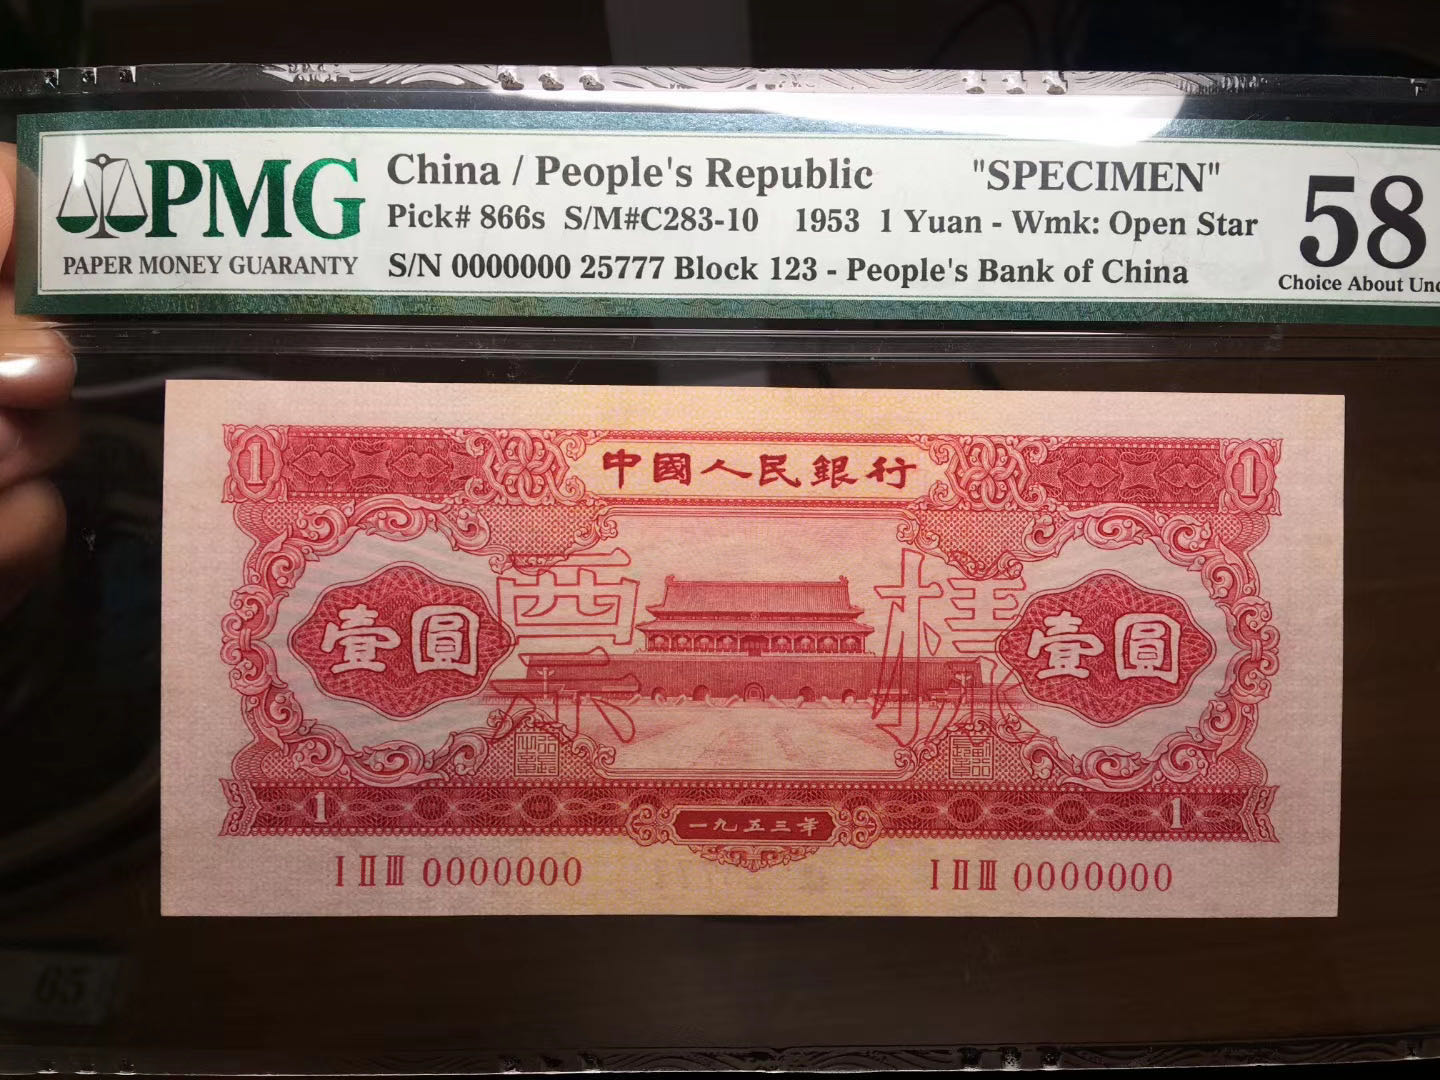 PMG
PAPER MONEY GUARANTY
China / People's Republic "SPECIMEN"
Pick# 866s S/M#C283-10 1953 1 Yuan - Wmk: Open Star
S/N 0000000 25777 Block 123 - People's Bank of China
58
Choice About Unc
1 中國人民銀行 1
票 樣
壹圓 壹圓
1 一九五三年 1
I II III 0000000 I II III 0000000
65